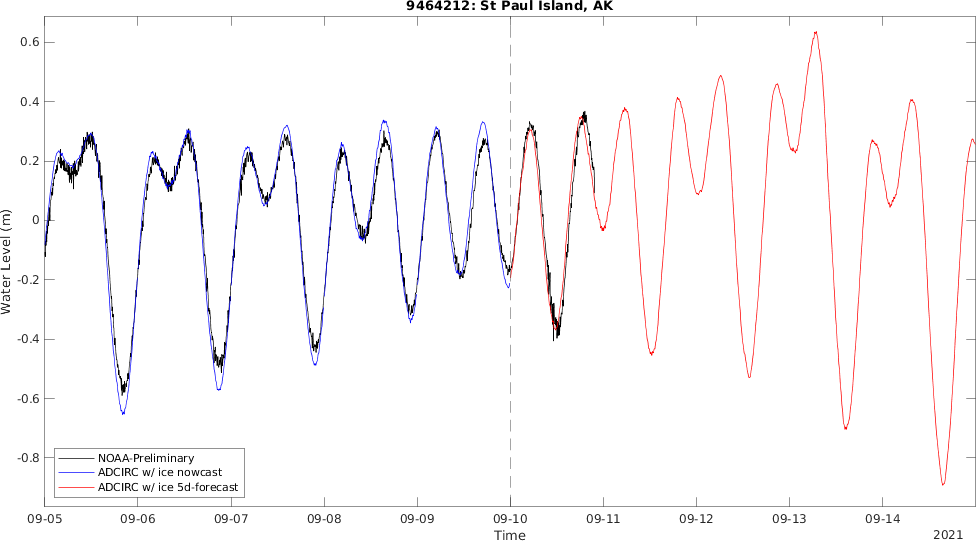 9464212: St Paul Island, AK
0.6
0.4
0.2
0
-0.2
-0.4
-0.6
-0.8
Water Level (m)
NOAA-Preliminary
ADCIRC w/ ice nowcast
ADCIRC w/ ice 5d-forecast
09-05 09-06 09-07 09-08 09-09 09-10 09-11 09-12 09-13 09-14
Time
2021